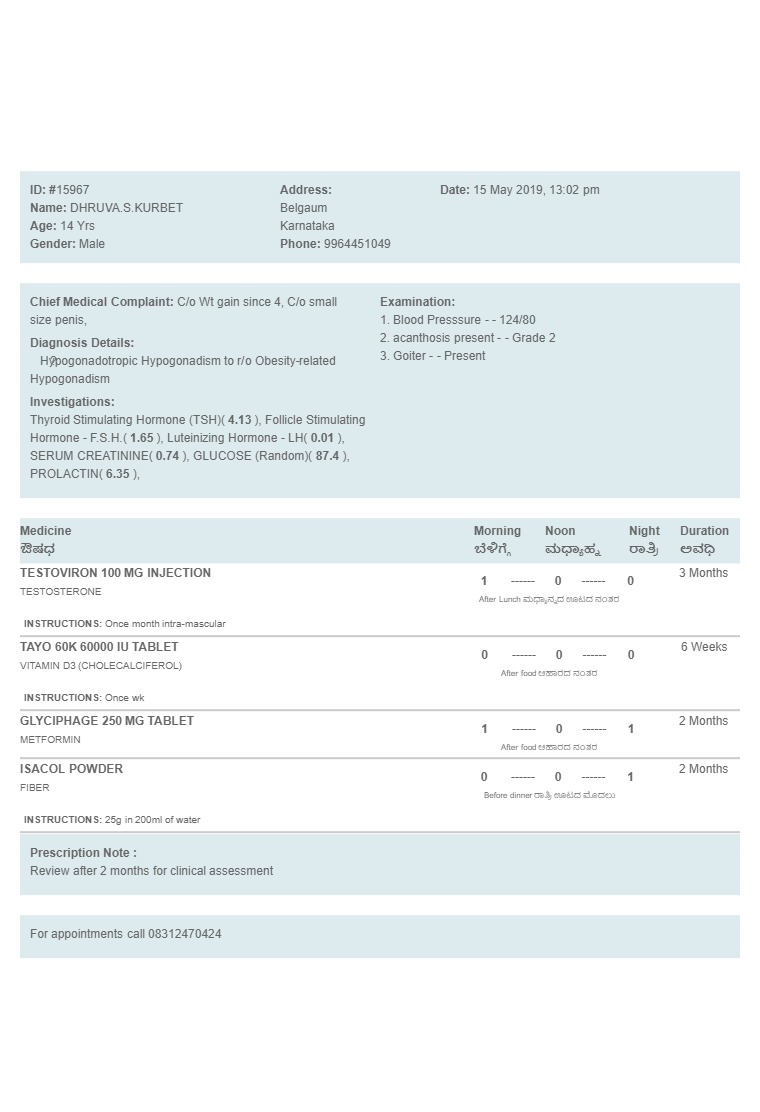 ID: #15967
Name: DHRUVA.S.KURBET
Age: 14 Yrs
Gender: Male
Address:
Belgaum
Karnataka
Phone: 9964451049
Date: 15 May 2019, 13:02 pm
Chief Medical Complaint: C/o Wt gain since 4, C/o small
size penis,
Diagnosis Details:
Hypogonadotropic Hypogonadism to r/o Obesity-related
Hypogonadism
Investigations:
Thyroid Stimulating Hormone (TSH)( 4.13 ), Follicle Stimulating
Hormone - F.S.H.( 1.65 ), Luteinizing Hormone - LH( 0.01 ),
SERUM CREATININE( 0.74 ), GLUCOSE (Random)( 87.4 ),
PROLACTIN( 6.35 ),
Examination:
1. Blood Presssure - - 124/80
2. acanthosis present - - Grade 2
3. Goiter - - Present
Medicine Morning Noon Night Duration
ಔಷಧ ಬೆಳಿಗ್ಗೆ ಮಧ್ಯಾಹ್ನ ರಾತ್ರಿ ಅವಧಿ
TESTOVIRON 100 MG INJECTION 1 ------ 0 ------ 0 3 Months
TESTOSTERONE After Lunch ಮಧ್ಯಾನ್ನದ ಊಟದ ನಂತರ
INSTRUCTIONS: Once month intra-mascular
TAYO 60K 60000 IU TABLET 0 ------ 0 ------ 0 6 Weeks
VITAMIN D3 (CHOLECALCIFEROL) After food ಆಹಾರದ ನಂತರ
INSTRUCTIONS: Once wk
GLYCIPHAGE 250 MG TABLET 1 ------ 0 ------ 1 2 Months
METFORMIN After food ಆಹಾರದ ನಂತರ
ISACOL POWDER 0 ------ 0 ------ 1 2 Months
FIBER Before dinner ರಾತ್ರಿ ಊಟದ ಮೊದಲು
INSTRUCTIONS: 25g in 200ml of water
Prescription Note :
Review after 2 months for clinical assessment
For appointments call 08312470424